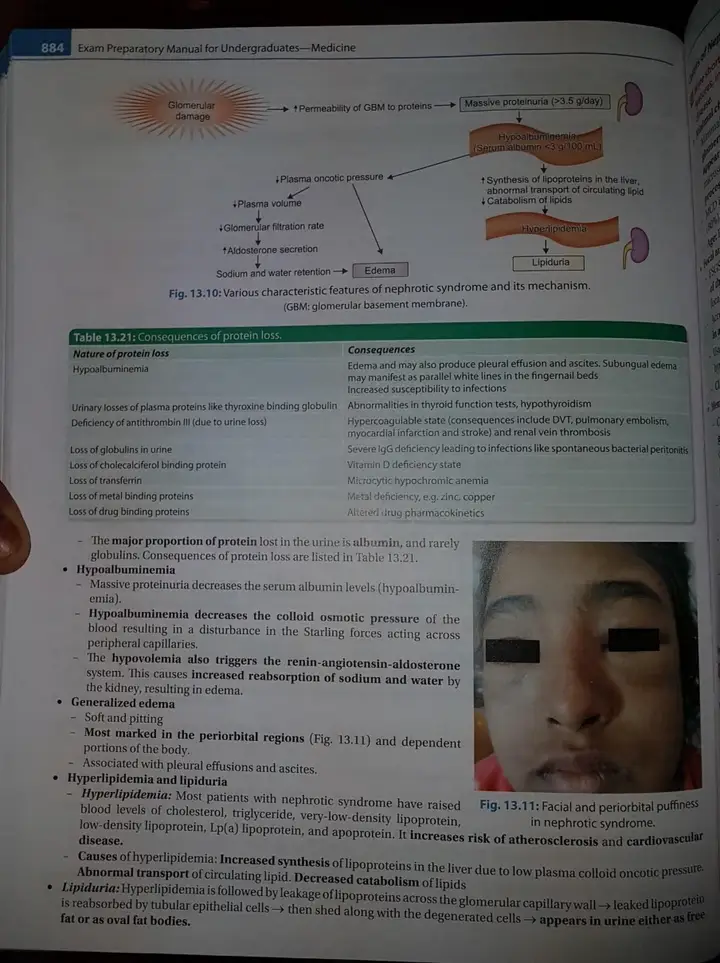 884 Exam Preparatory Manual for Undergraduates—Medicine
Glomerular
damage
↑Permeability of GBM to proteins
Massive proteinuria (>3.5 g/day)
Hypoalbuminemia
(Serum albumin <3 g/100 mL)
↓Plasma oncotic pressure
↑Synthesis of lipoproteins in the liver,
abnormal transport of circulating lipid
↓Catabolism of lipids
↓Plasma volume
↓Glomerular filtration rate
↑Aldosterone secretion
Sodium and water retention
Edema
Hyperlipidemia
Lipiduria
Fig. 13.10: Various characteristic features of nephrotic syndrome and its mechanism.
(GBM: glomerular basement membrane).
Table 13.21: Consequences of protein loss.
Nature of protein loss Consequences
Hypoalbuminemia Edema and may also produce pleural effusion and ascites. Subungual edema
may manifest as parallel white lines in the fingernail beds
Increased susceptibility to infections
Urinary losses of plasma proteins like thyroxine binding globulin Abnormalities in thyroid function tests, hypothyroidism
Deficiency of antithrombin III (due to urine loss) Hypercoagulable state (consequences include DVT, pulmonary embolism,
myocardial infarction and stroke) and renal vein thrombosis
Loss of globulins in urine Severe IgG deficiency leading to infections like spontaneous bacterial peritonitis
Loss of cholecalciferol binding protein Vitamin D deficiency state
Loss of transferrin Microcytic hypochromic anemia
Loss of metal binding proteins Metal deficiency, e.g. zinc, copper
Loss of drug binding proteins Altered drug pharmacokinetics
– The major proportion of protein lost in the urine is albumin, and rarely
globulins. Consequences of protein loss are listed in Table 13.21.
• Hypoalbuminemia
– Massive proteinuria decreases the serum albumin levels (hypoalbumin-
emia).
– Hypoalbuminemia decreases the colloid osmotic pressure of the
blood resulting in a disturbance in the Starling forces acting across
peripheral capillaries.
– The hypovolemia also triggers the renin-angiotensin-aldosterone
system. This causes increased reabsorption of sodium and water by
the kidney, resulting in edema.
• Generalized edema
– Soft and pitting
– Most marked in the periorbital regions (Fig. 13.11) and dependent
portions of the body.
– Associated with pleural effusions and ascites.
• Hyperlipidemia and lipiduria
– Hyperlipidemia: Most patients with nephrotic syndrome have raised
blood levels of cholesterol, triglyceride, very-low-density lipoprotein,
low-density lipoprotein, Lp(a) lipoprotein, and apoprotein. It increases risk of atherosclerosis and cardiovascular
disease.
Fig. 13.11: Facial and periorbital puffiness
in nephrotic syndrome.
– Causes of hyperlipidemia: Increased synthesis of lipoproteins in the liver due to low plasma colloid oncotic pressure.
Abnormal transport of circulating lipid. Decreased catabolism of lipids
• Lipiduria: Hyperlipidemia is followed by leakage of lipoproteins across the glomerular capillary wall → leaked lipoprotein
is reabsorbed by tubular epithelial cells → then shed along with the degenerated cells → appears in urine either as free
fat or as oval fat bodies.